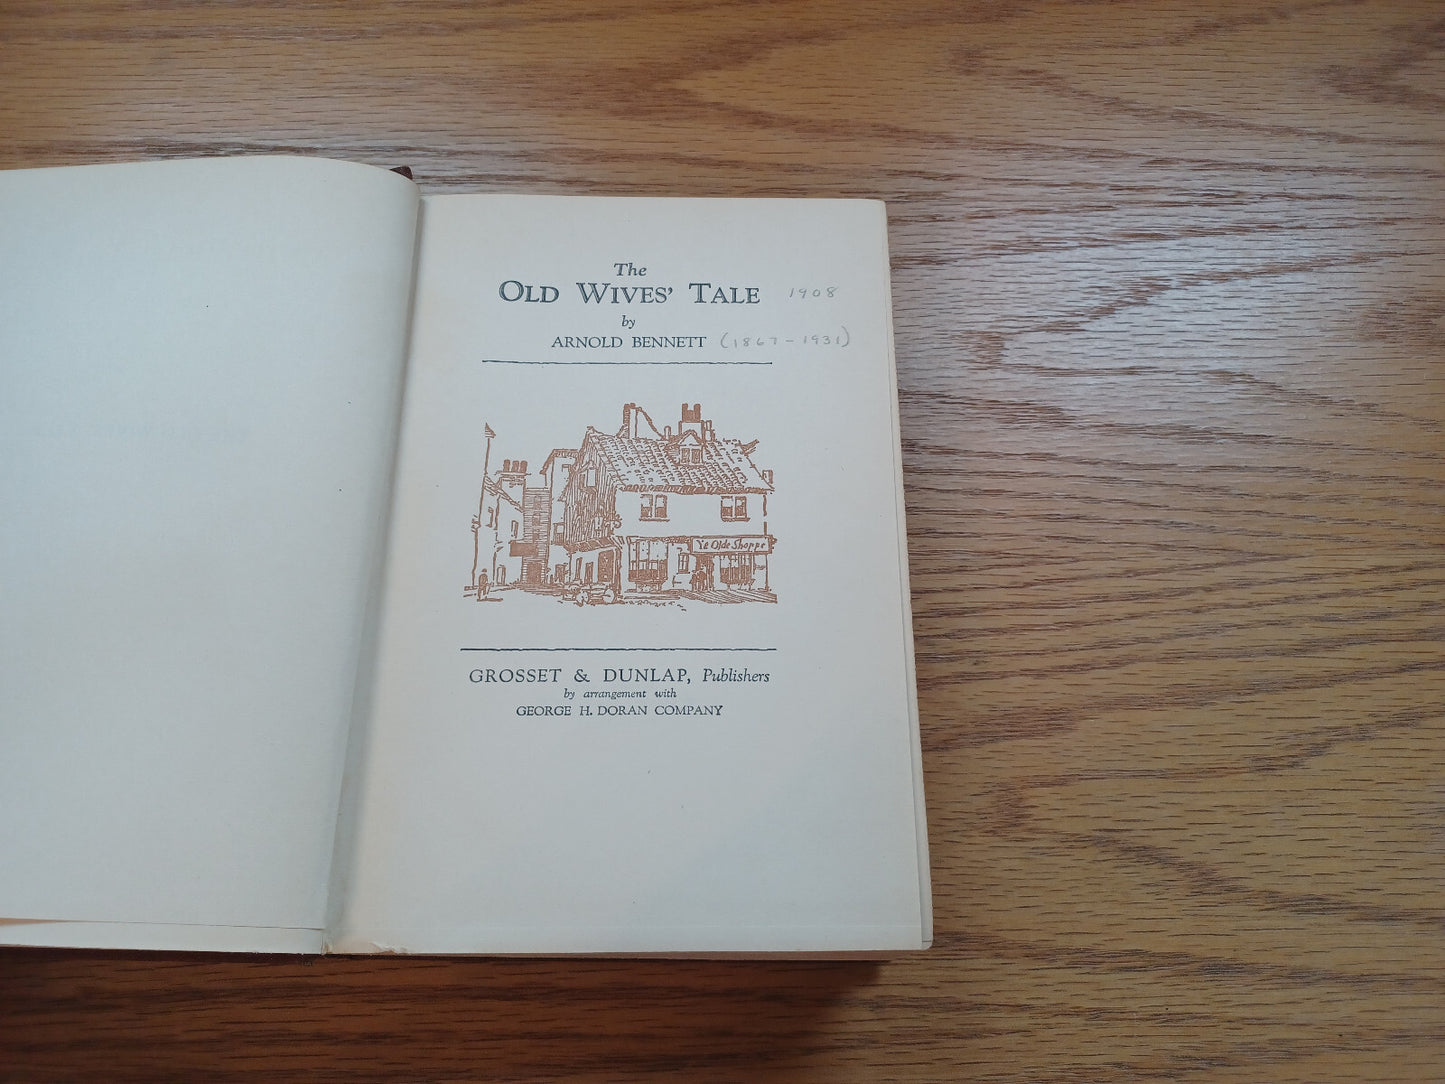 The
OLD WIVES' TALE 1908
by
ARNOLD BENNETT (1867-1931)
Ye Olde Shoppe
GROSSET & DUNLAP, Publishers
by arrangement with
GEORGE H. DORAN COMPANY